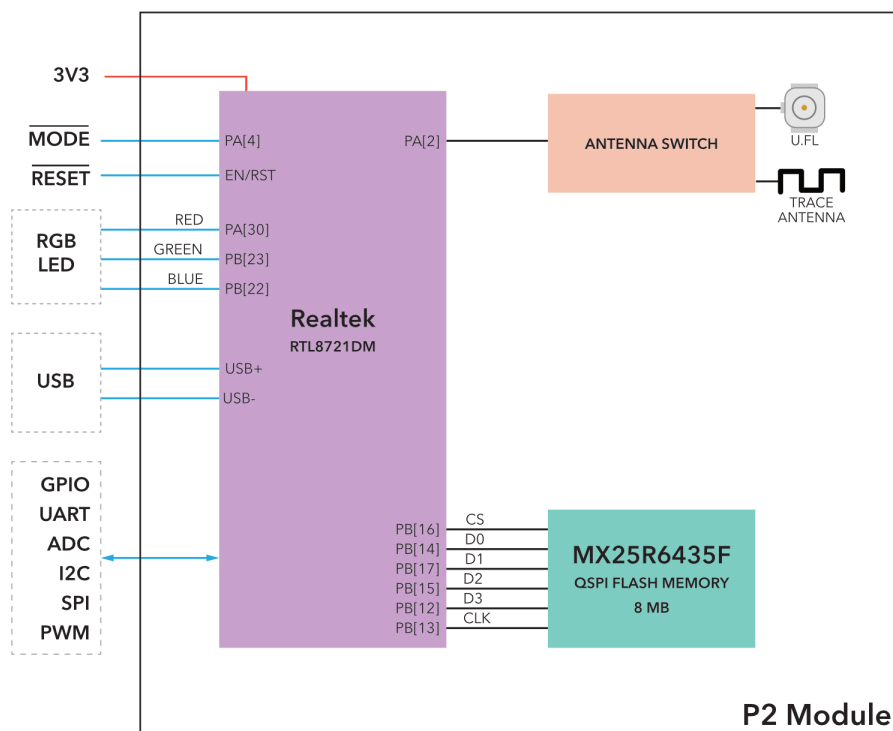 3V3
MODE
RESET
RGB
LED
RED
GREEN
BLUE
USB
GPIO
UART
ADC
I2C
SPI
PWM
PA[4]
EN/RST
PA[30]
PB[23]
PB[22]
USB+
USB-
Realtek
RTL8721DM
PA[2]
PB[16]
PB[14]
PB[17]
PB[15]
PB[12]
PB[13]
CS
D0
D1
D2
D3
CLK
ANTENNA SWITCH
U.FL
TRACE
ANTENNA
MX25R6435F
QSPI FLASH MEMORY
8 MB
P2 Module